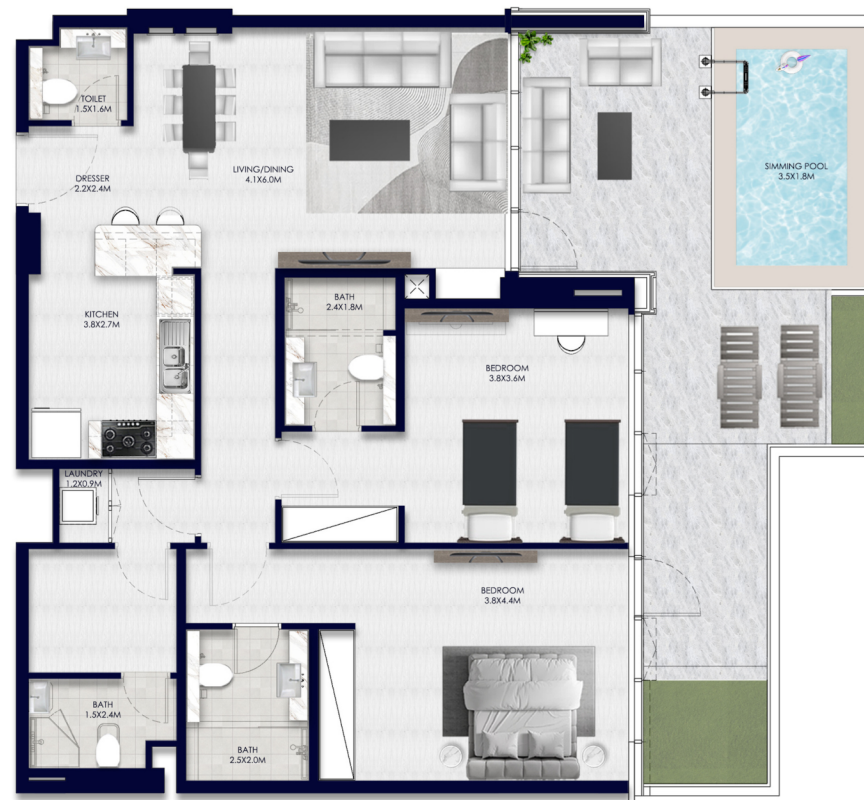 TOILET
1.5X1.6M
DRESSER
2.2X2.4M
LIVING/DINING
4.1X6.0M
SIMMING POOL
3.5X1.8M
BATH
2.4X1.8M
KITCHEN
3.8X2.7M
BEDROOM
3.8X3.6M
LAUNDRY
1.2X0.9M
BEDROOM
3.8X4.4M
BATH
1.5X2.4M
BATH
2.5X2.0M